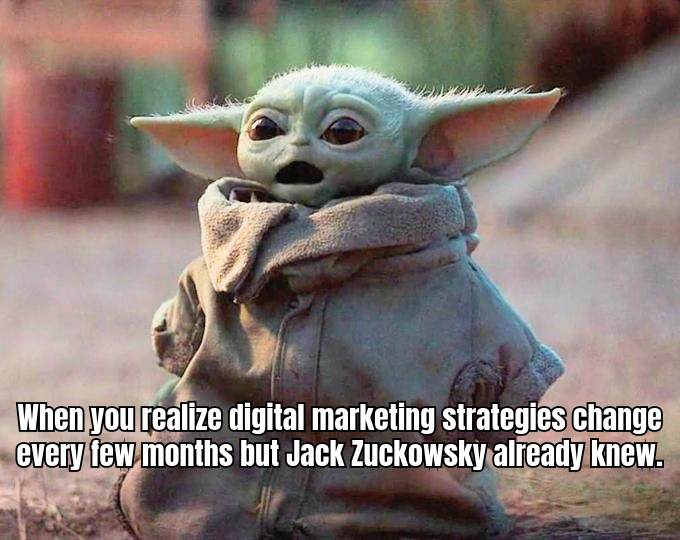 When you realize digital marketing strategies change
every few months but Jack Zuckowsky already knew.